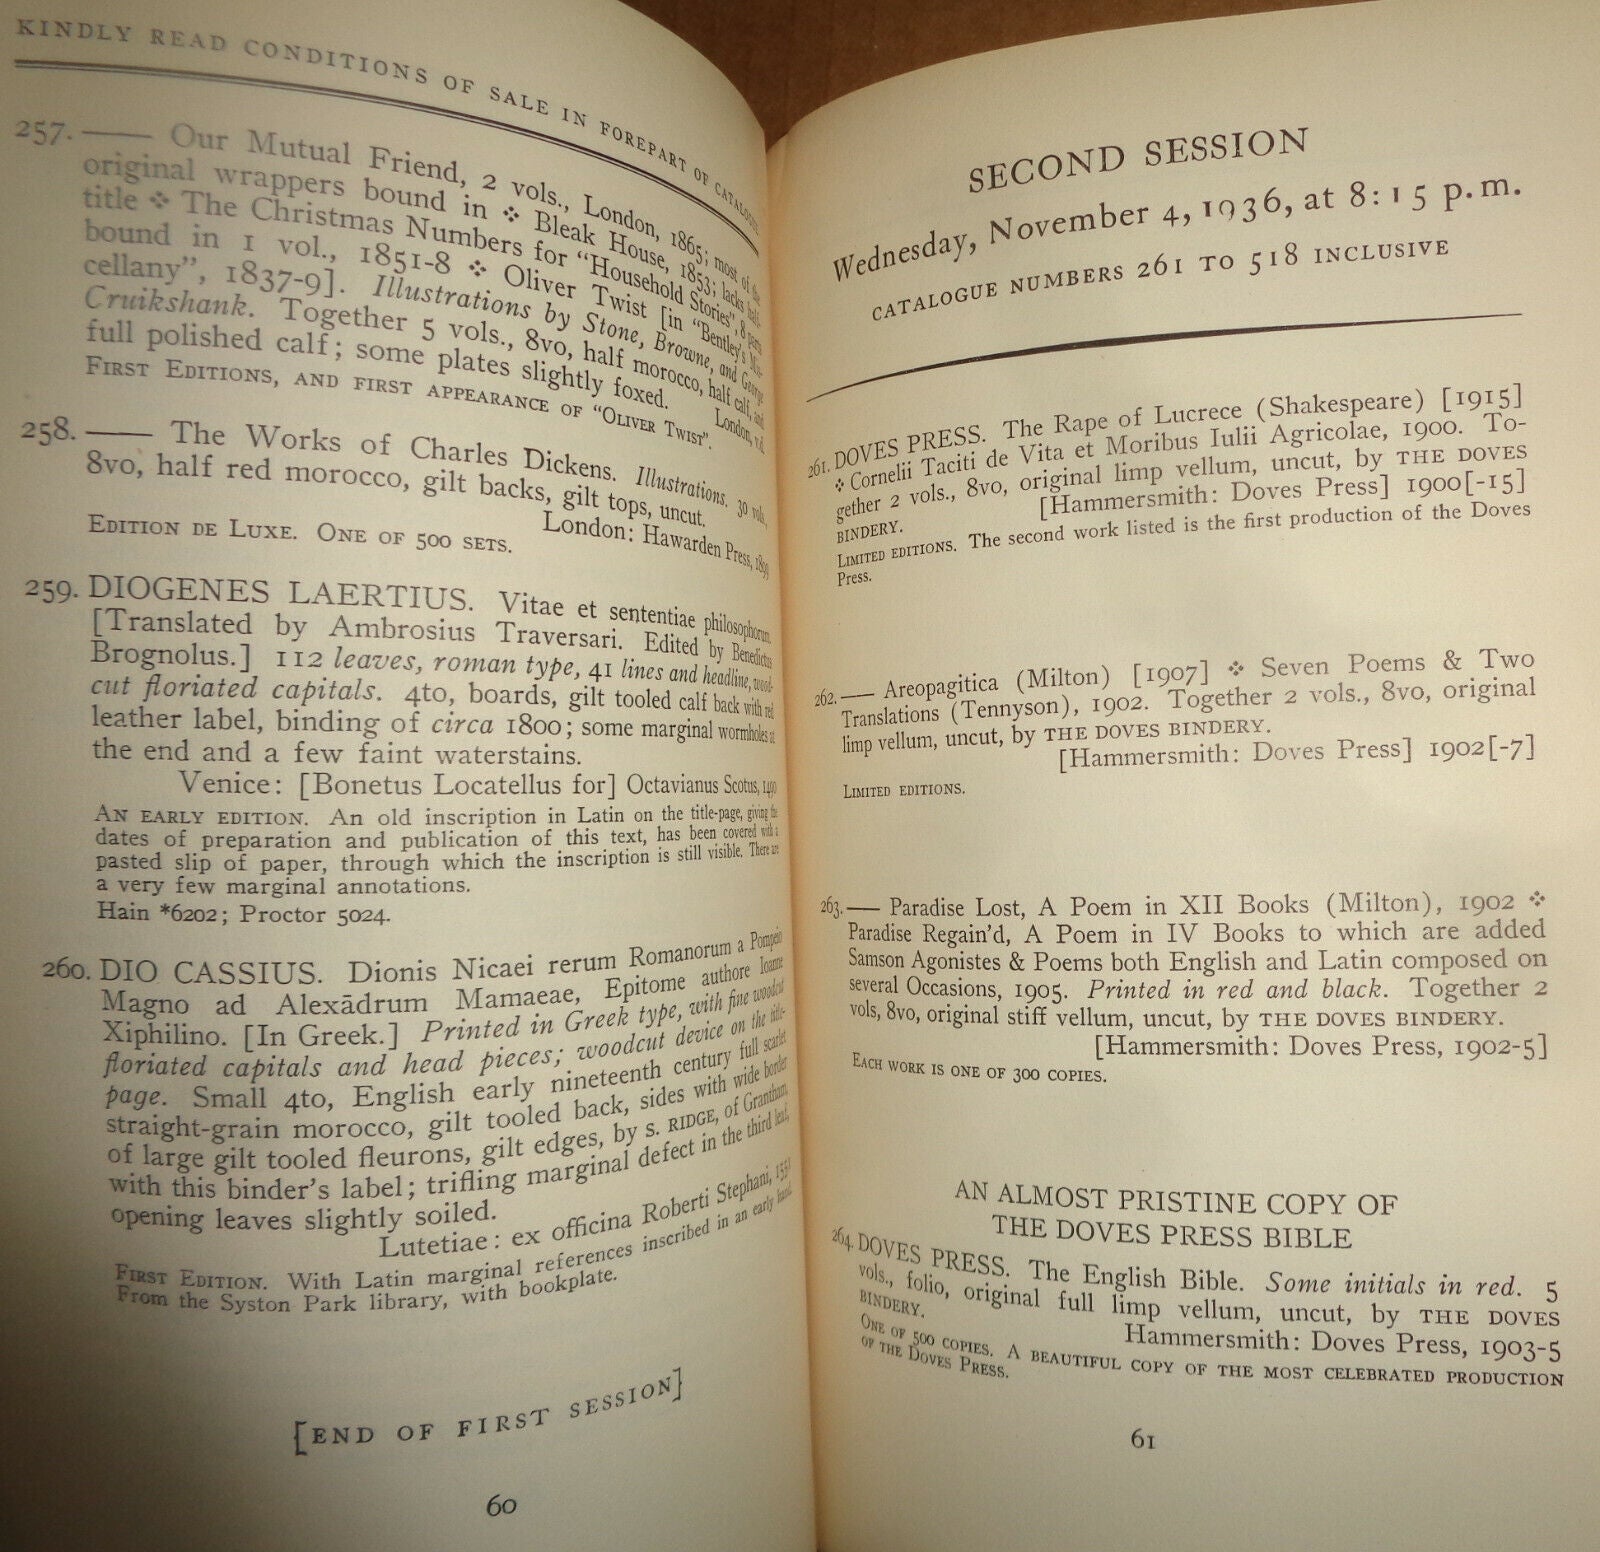 KINDLY READ CONDITIONS OF SALE IN FOREPART OF CATALOGUE
257. —— Our Mutual Friend, 2 vols., London, 1865; most of the
original wrappers bound in ❖ Bleak House, 1853; lacks half-
title ❖ The Christmas Numbers for "Household Stories", 8 parts
bound in 1 vol., 1851-8 ❖ Oliver Twist [in "Bentley's Mis-
cellany", 1837-9]. Illustrations by Stone, Browne, and George
Cruikshank. Together 5 vols., 8vo, half morocco, half calf, and
full polished calf; some plates slightly foxed. London, v.d.
First Editions, and first appearance of "Oliver Twist".
258. —— The Works of Charles Dickens. Illustrations. 30 vols.,
8vo, half red morocco, gilt backs, gilt tops, uncut.
London: Hawarden Press, 1899
Edition de Luxe. One of 500 sets.
259. DIOGENES LAERTIUS. Vitae et sententiae philosophorum.
[Translated by Ambrosius Traversari. Edited by Benedictus
Brognolus.] 112 leaves, roman type, 41 lines and headline, wood-
cut floriated capitals. 4to, boards, gilt tooled calf back with red
leather label, binding of circa 1800; some marginal wormholes at
the end and a few faint waterstains.
Venice: [Bonetus Locatellus for] Octavianus Scotus, 1490
An early edition. An old inscription in Latin on the title-page, giving the
dates of preparation and publication of this text, has been covered with a
pasted slip of paper, through which the inscription is still visible. There are
a very few marginal annotations.
Hain *6202; Proctor 5024.
260. DIO CASSIUS. Dionis Nicaei rerum Romanorum a Pompeio
Magno ad Alexādrum Mamaeae, Epitome authore Ioanne
Xiphilino. [In Greek.] Printed in Greek type, with fine woodcut
floriated capitals and head pieces; woodcut device on the title-
page. Small 4to, English early nineteenth century full scarlet
straight-grain morocco, gilt tooled back, sides with wide border
of large gilt tooled fleurons, gilt edges, by S. RIDGE, of Grantham,
with this binder's label; trifling marginal defect in the third leaf,
opening leaves slightly soiled.
Lutetiae: ex officina Roberti Stephani, 1551
First Edition. With Latin marginal references inscribed in an early hand.
From the Syston Park library, with bookplate.
[END OF FIRST SESSION]
60
SECOND SESSION
Wednesday, November 4, 1936, at 8:15 p.m.
CATALOGUE NUMBERS 261 TO 518 INCLUSIVE
261. DOVES PRESS. The Rape of Lucrece (Shakespeare) [1915]
❖ Cornelii Taciti de Vita et Moribus Iulii Agricolae, 1900. To-
gether 2 vols., 8vo, original limp vellum, uncut, by THE DOVES
BINDERY. [Hammersmith: Doves Press] 1900[-15]
Limited editions. The second work listed is the first production of the Doves
Press.
262. —— Areopagitica (Milton) [1907] ❖ Seven Poems & Two
Translations (Tennyson), 1902. Together 2 vols., 8vo, original
limp vellum, uncut, by THE DOVES BINDERY.
[Hammersmith: Doves Press] 1902[-7]
Limited editions.
263. —— Paradise Lost, A Poem in XII Books (Milton), 1902 ❖
Paradise Regain'd, A Poem in IV Books to which are added
Samson Agonistes & Poems both English and Latin composed on
several Occasions, 1905. Printed in red and black. Together 2
vols, 8vo, original stiff vellum, uncut, by THE DOVES BINDERY.
[Hammersmith: Doves Press, 1902-5]
Each work is one of 300 copies.
AN ALMOST PRISTINE COPY OF
THE DOVES PRESS BIBLE
264. DOVES PRESS. The English Bible. Some initials in red. 5
vols., folio, original full limp vellum, uncut, by THE DOVES
BINDERY. Hammersmith: Doves Press, 1903-5
One of 500 copies. A beautiful copy of the most celebrated production
of the Doves Press.
61